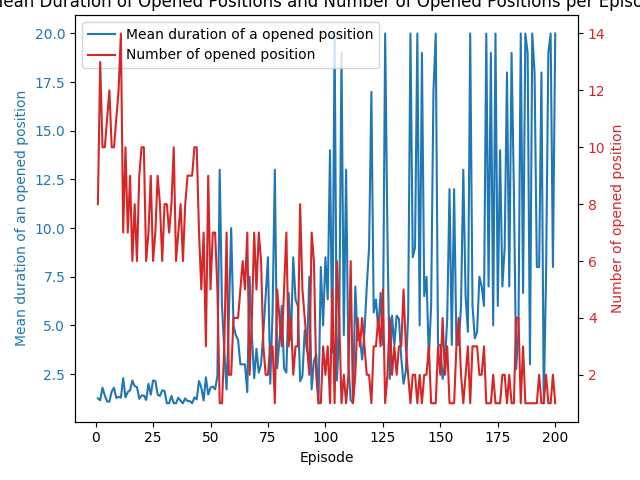 Mean Duration of Opened Positions and Number of Opened Positions per Episo
Mean duration of a opened position
Number of opened position
20.0
17.5
15.0
12.5
10.0
7.5
5.0
2.5
Mean duration of an opened position
14
12
10
8
6
4
2
Number of opened position
0 25 50 75 100 125 150 175 200
Episode